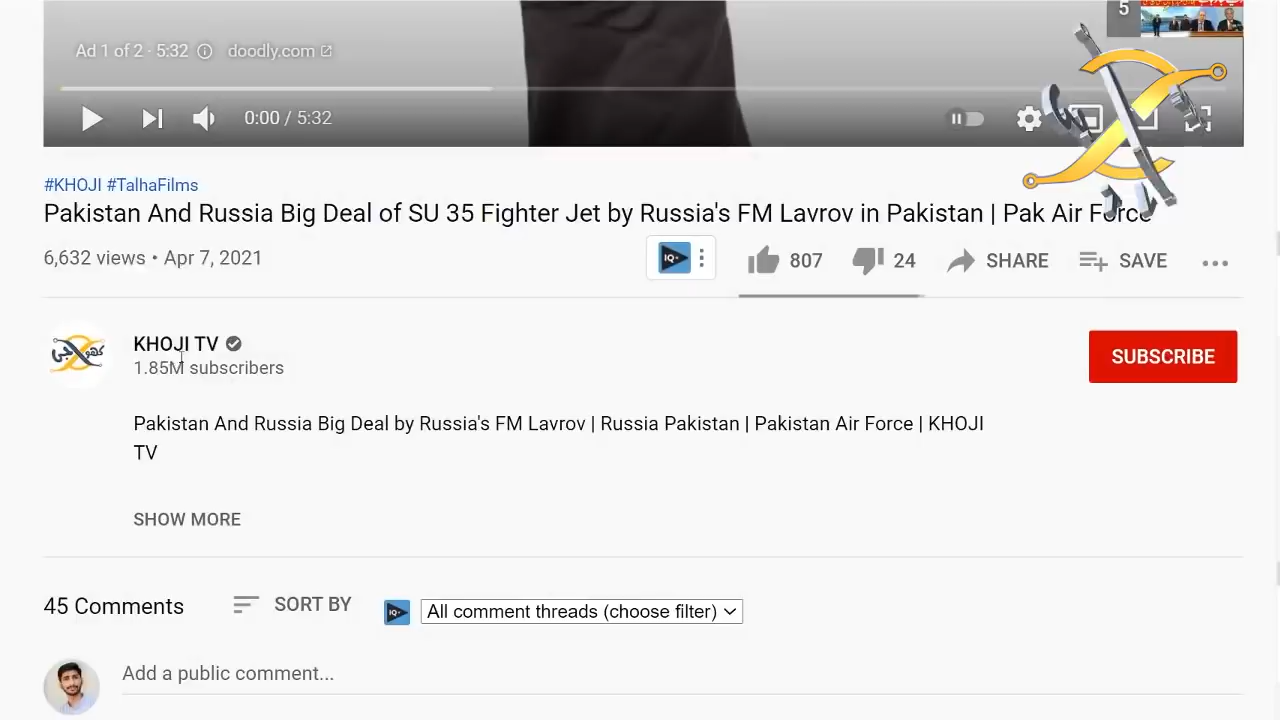 5
Ad 1 of 2 · 5:32 doodly.com
0:00 / 5:32
#KHOJI #TalhaFilms
Pakistan And Russia Big Deal of SU 35 Fighter Jet by Russia's FM Lavrov in Pakistan | Pak Air Force
6,632 views • Apr 7, 2021
IQ 807 24 SHARE SAVE
کھوجی
KHOJI TV
1.85M subscribers
SUBSCRIBE
Pakistan And Russia Big Deal by Russia's FM Lavrov | Russia Pakistan | Pakistan Air Force | KHOJI
TV
SHOW MORE
45 Comments SORT BY IQ All comment threads (choose filter)
Add a public comment...